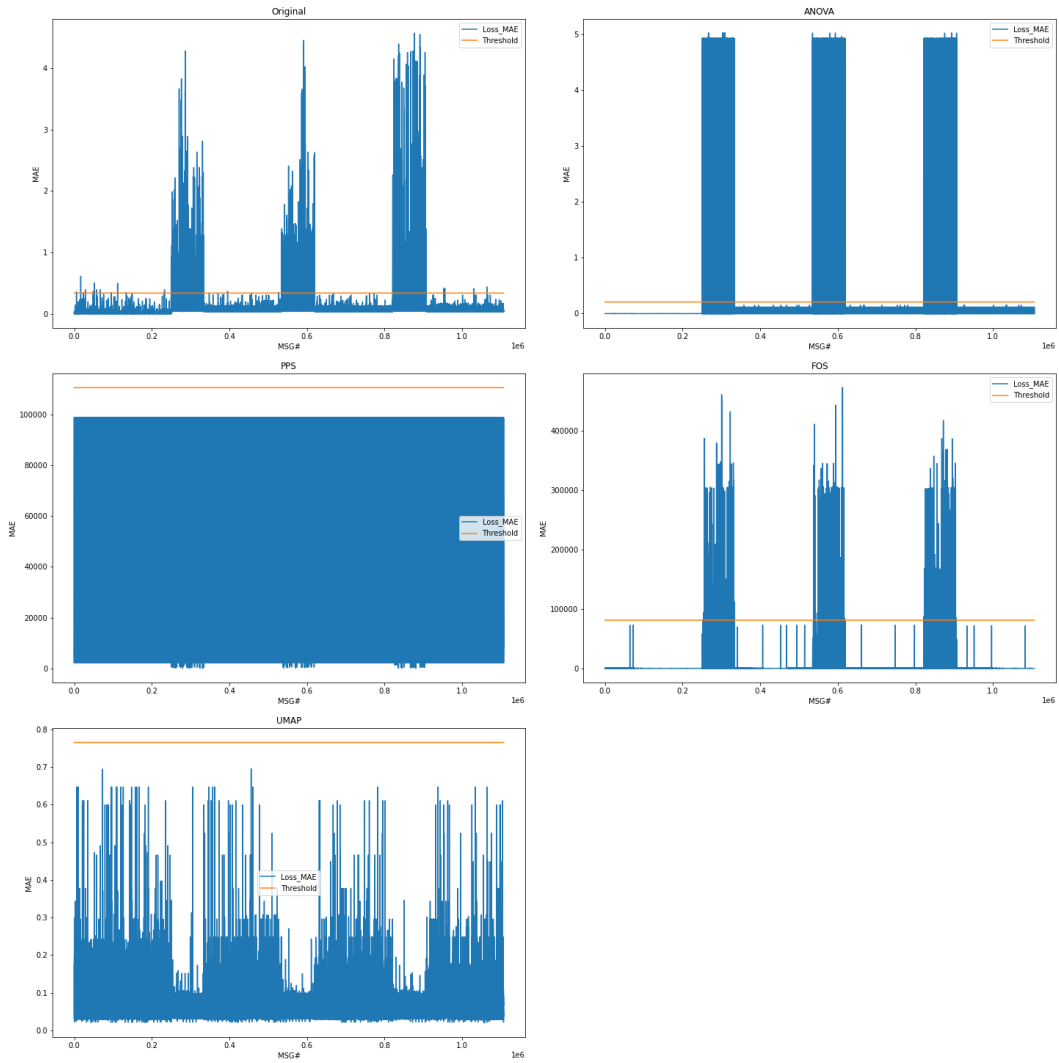 Original
Loss_MAE
Threshold
4
3
2
1
0
MAE
0.0
0.2
0.4
0.6
0.8
1.0
1e6
MSG#
ANOVA
Loss_MAE
Threshold
5
4
3
2
1
0
MAE
0.0
0.2
0.4
0.6
0.8
1.0
1e6
MSG#
PPS
100000
80000
60000
40000
20000
0
MAE
Loss_MAE
Threshold
0.0
0.2
0.4
0.6
0.8
1.0
1e6
MSG#
FOS
Loss_MAE
Threshold
400000
300000
200000
100000
0
MAE
0.0
0.2
0.4
0.6
0.8
1.0
1e6
MSG#
UMAP
0.8
0.7
0.6
0.5
0.4
0.3
0.2
0.1
0.0
MAE
Loss_MAE
Threshold
0.0
0.2
0.4
0.6
0.8
1.0
1e6
MSG#